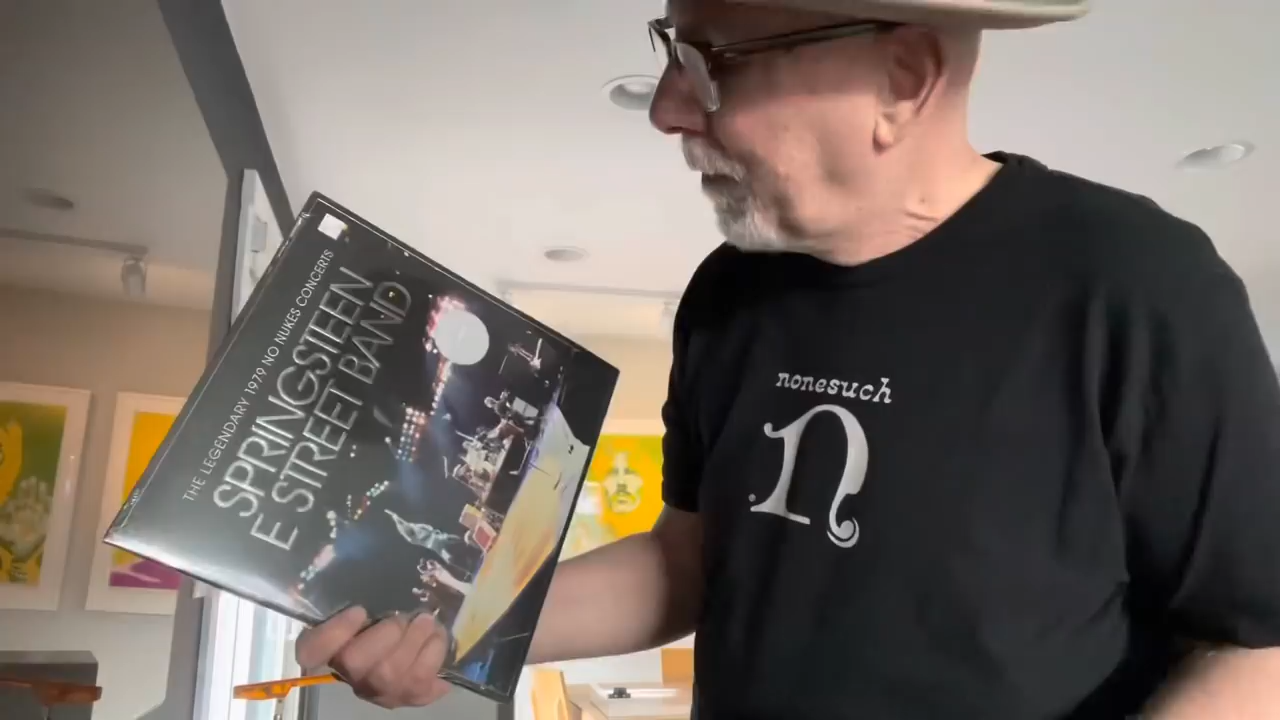 THE LEGENDARY 1979 NO NUKES CONCERTS
SPRINGSTEEN
E STREET BAND
nonesuch
n